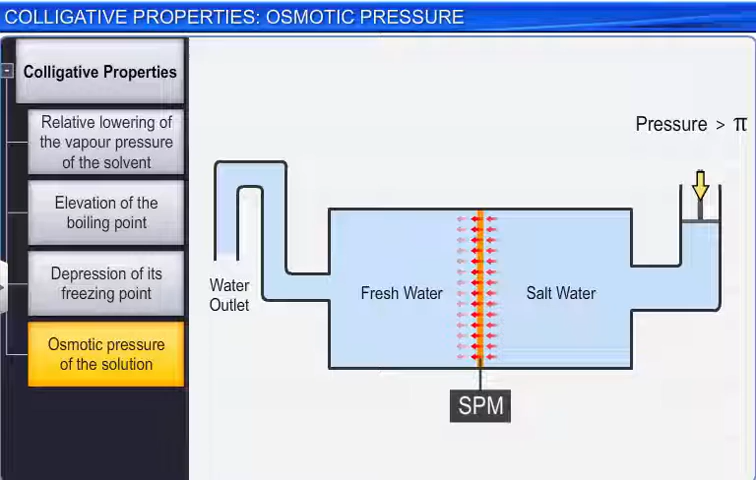 COLLIGATIVE PROPERTIES: OSMOTIC PRESSURE
Colligative Properties
Relative lowering of
the vapour pressure
of the solvent
Elevation of the
boiling point
Depression of its
freezing point
Osmotic pressure
of the solution
Pressure > π
Water
Outlet
Fresh Water
Salt Water
SPM